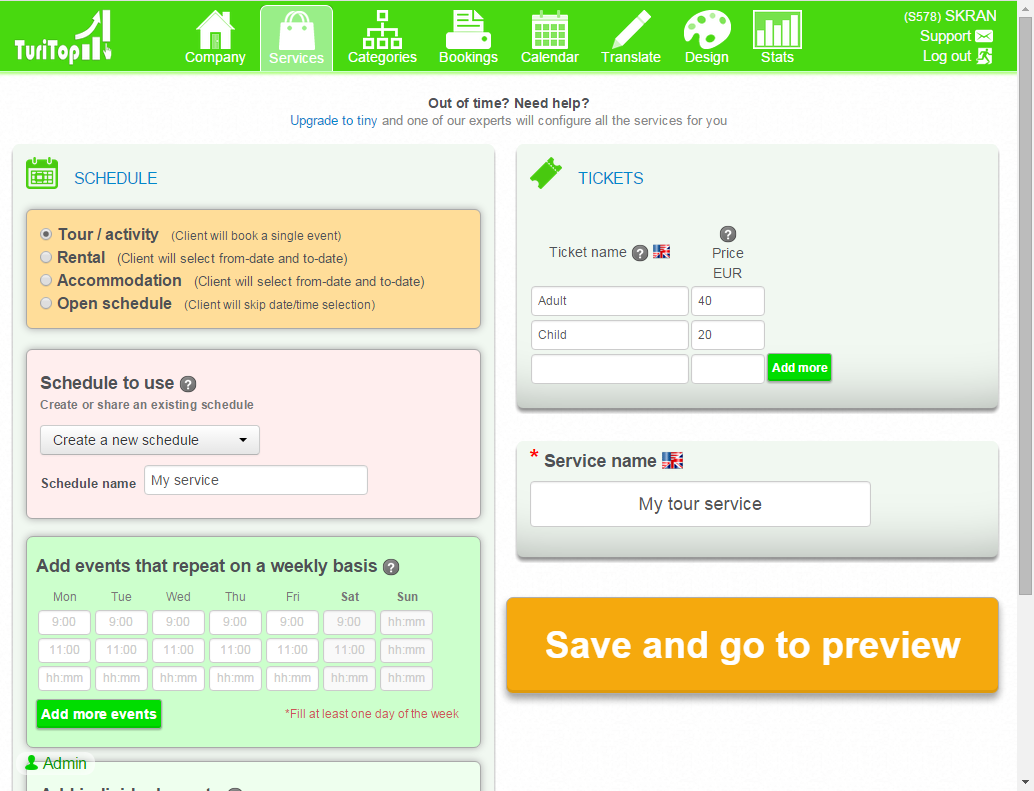 TuriTop
Company
Services
Categories
Bookings
Calendar
Translate
Design
Stats
(S578) SKRAN
Support
Log out
Out of time? Need help?
Upgrade to tiny and one of our experts will configure all the services for you
SCHEDULE
Tour / activity (Client will book a single event)
Rental (Client will select from-date and to-date)
Accommodation (Client will select from-date and to-date)
Open schedule (Client will skip date/time selection)
Schedule to use ?
Create or share an existing schedule
Create a new schedule
Schedule name My service
Add events that repeat on a weekly basis ?
Mon Tue Wed Thu Fri Sat Sun
9:00 9:00 9:00 9:00 9:00 9:00 hh:mm
11:00 11:00 11:00 11:00 11:00 11:00 hh:mm
hh:mm hh:mm hh:mm hh:mm hh:mm hh:mm hh:mm
Add more events *Fill at least one day of the week
Admin
TICKETS
Ticket name ?
?
Price
EUR
Adult 40
Child 20
Add more
* Service name
My tour service
Save and go to preview